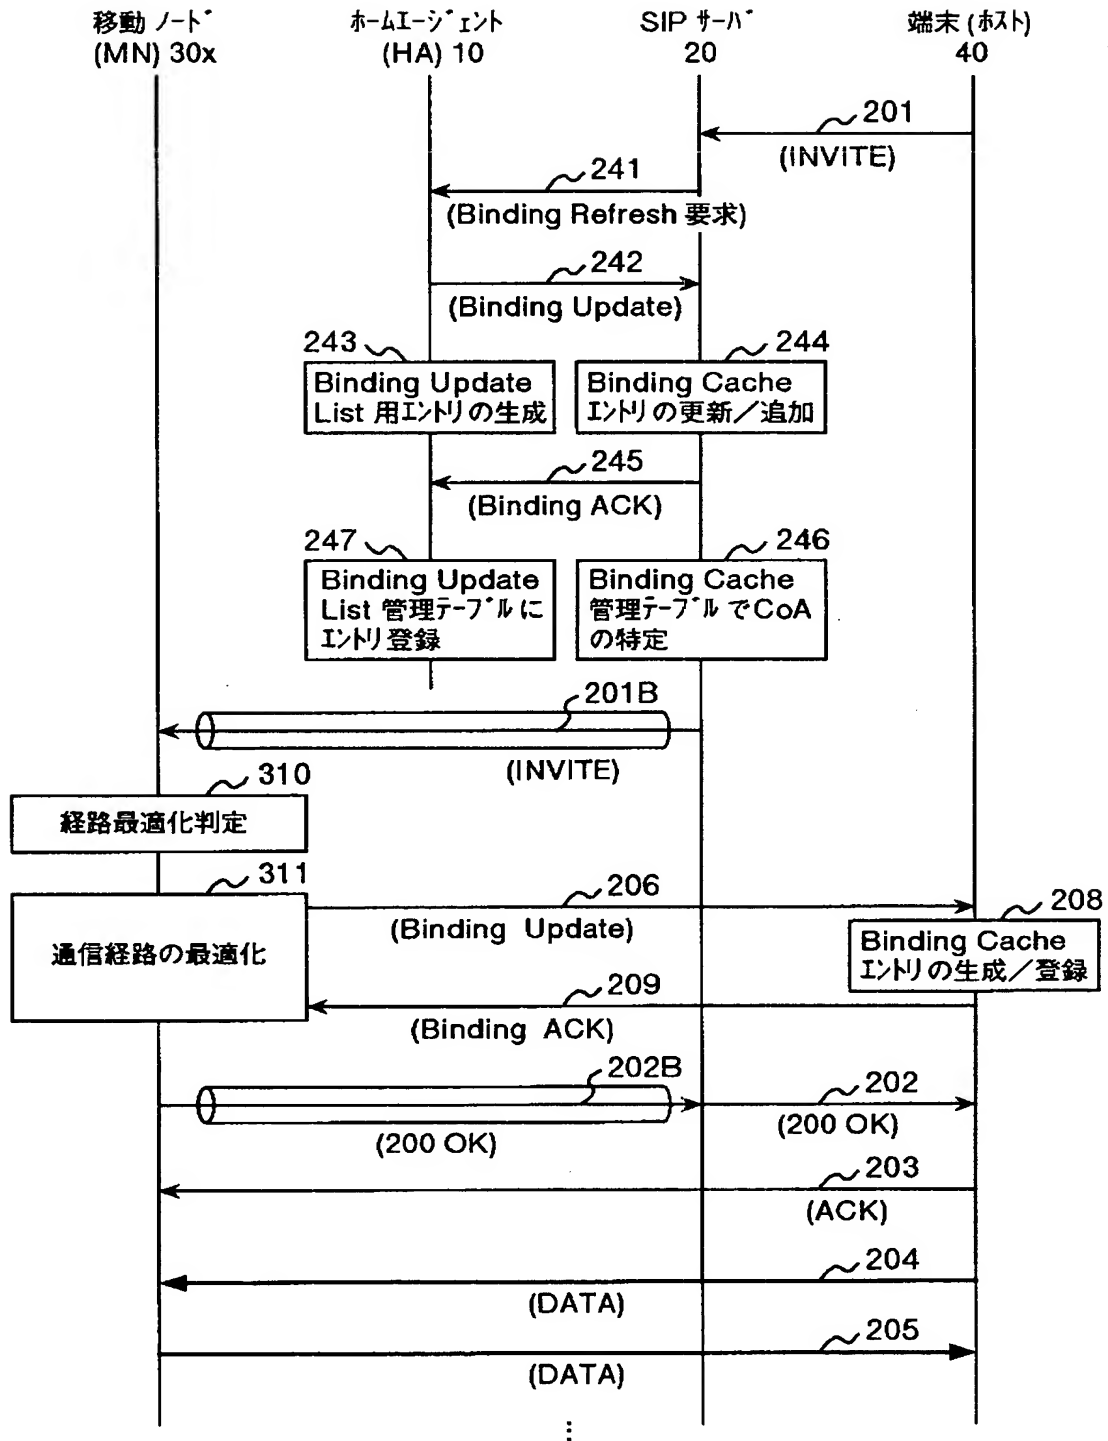 移動ノード
(MN) 30x
ホームエージェント
(HA) 10
SIP サーバ
20
端末 (ホスト)
40
201
(INVITE)
241
(Binding Refresh 要求)
242
(Binding Update)
243
Binding Update
List 用エントリの生成
244
Binding Cache
エントリの更新/追加
245
(Binding ACK)
247
Binding Update
List 管理テーブルに
エントリ登録
246
Binding Cache
管理テーブルでCoA
の特定
201B
(INVITE)
310
経路最適化判定
311
通信経路の最適化
206
(Binding Update)
208
Binding Cache
エントリの生成/登録
209
(Binding ACK)
202B
(200 OK)
202
(200 OK)
203
(ACK)
204
(DATA)
205
(DATA)
⋮